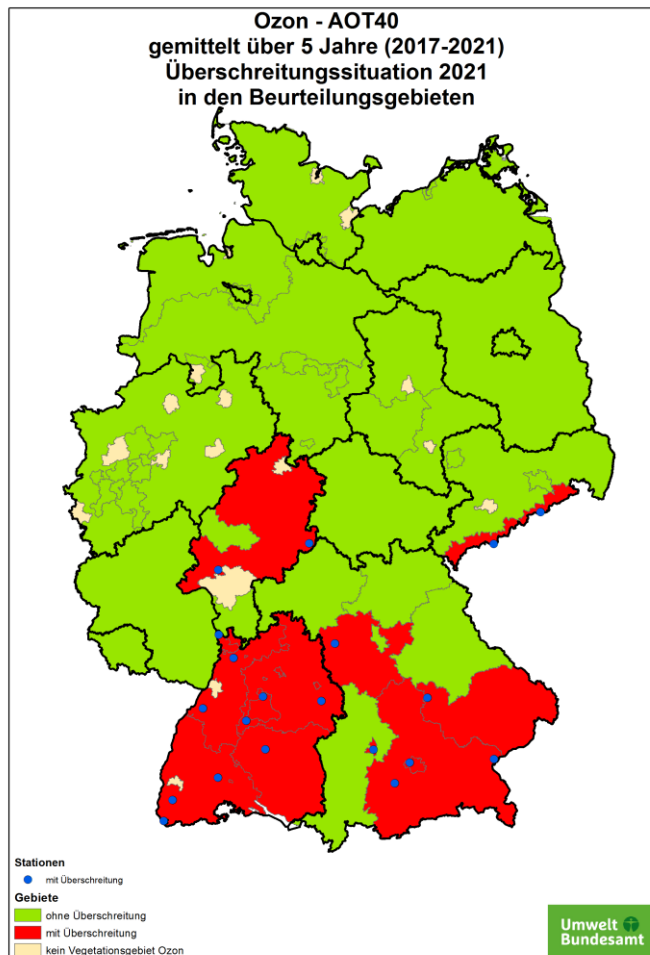 Ozon - AOT40
gemittelt über 5 Jahre (2017-2021)
Überschreitungssituation 2021
in den Beurteilungsgebieten
Stationen
mit Überschreitung
Gebiete
ohne Überschreitung
mit Überschreitung
kein Vegetationsgebiet Ozon
Umwelt
Bundesamt